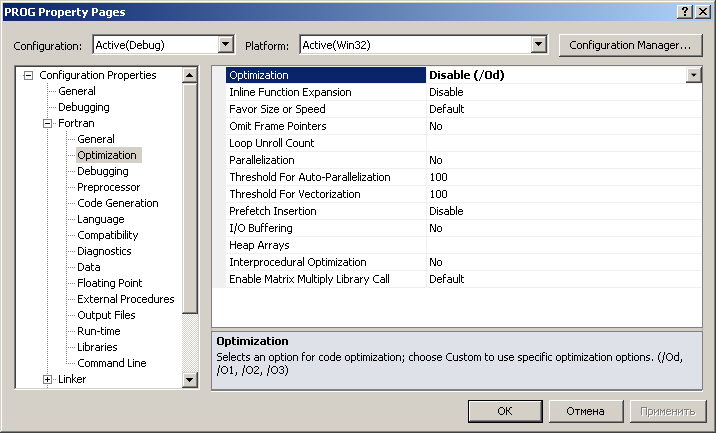 PROG Property Pages
Configuration: Active(Debug) Platform: Active(Win32) Configuration Manager...
Configuration Properties
General
Debugging
Fortran
General
Optimization
Debugging
Preprocessor
Code Generation
Language
Compatibility
Diagnostics
Data
Floating Point
External Procedures
Output Files
Run-time
Libraries
Command Line
Linker
Optimization Disable (/Od)
Inline Function Expansion Disable
Favor Size or Speed Default
Omit Frame Pointers No
Loop Unroll Count
Parallelization No
Threshold For Auto-Parallelization 100
Threshold For Vectorization 100
Prefetch Insertion Disable
I/O Buffering No
Heap Arrays
Interprocedural Optimization No
Enable Matrix Multiply Library Call Default
Optimization
Selects an option for code optimization; choose Custom to use specific optimization options. (/Od,
/O1, /O2, /O3)
OK Отмена Применить